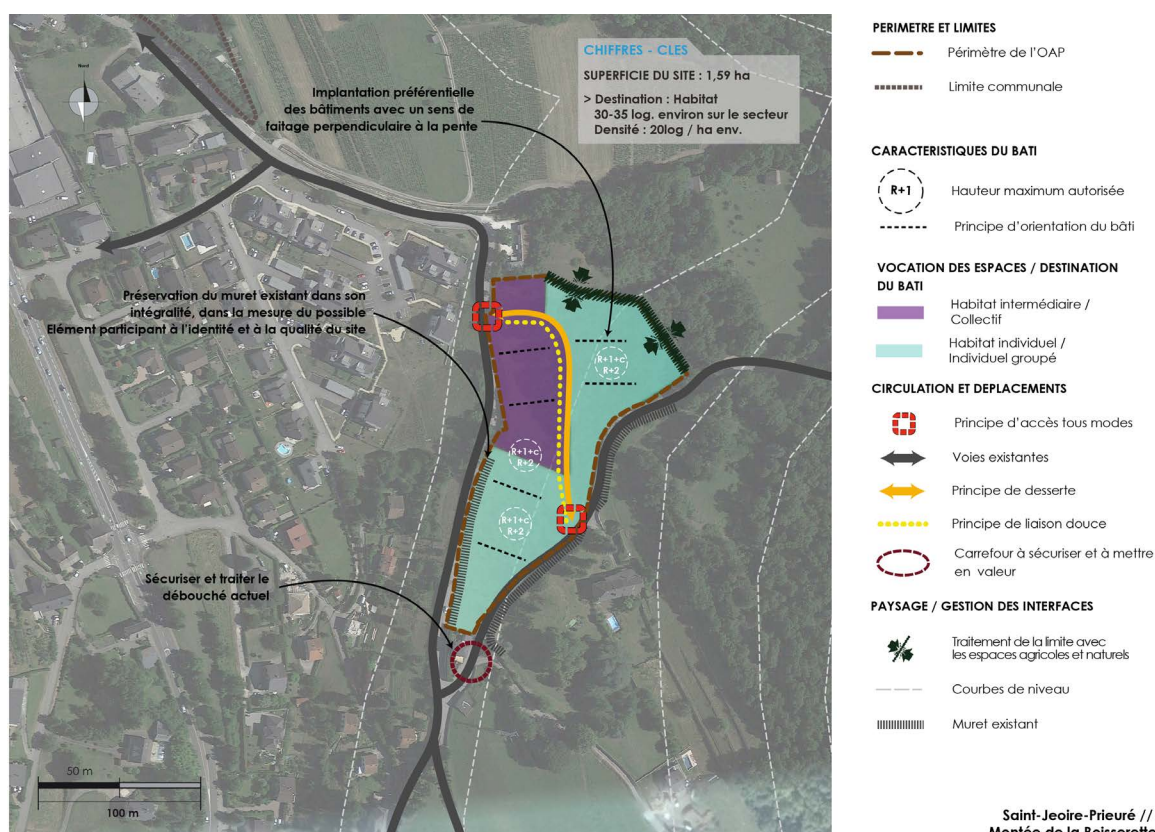 Nord
CHIFFRES - CLES
SUPERFICIE DU SITE : 1,59 ha
> Destination : Habitat
30-35 log. environ sur le secteur
Densité : 20log / ha env.
Implantation préférentielle
des bâtiments avec un sens de
faitage perpendiculaire à la pente
Préservation du muret existant dans son
intégralité, dans la mesure du possible
Elément participant à l'identité et à la qualité du site
R+1+c
R+2
R+1+c
R+2
R+1+c
R+2
Sécuriser et traiter le
débouché actuel
50 m
100 m
PERIMETRE ET LIMITES
Périmètre de l'OAP
Limite communale
CARACTERISTIQUES DU BATI
R+1
Hauteur maximum autorisée
Principe d'orientation du bâti
VOCATION DES ESPACES / DESTINATION
DU BATI
Habitat intermédiaire /
Collectif
Habitat individuel /
Individuel groupé
CIRCULATION ET DEPLACEMENTS
Principe d'accès tous modes
Voies existantes
Principe de desserte
Principe de liaison douce
Carrefour à sécuriser et à mettre
en valeur
PAYSAGE / GESTION DES INTERFACES
Traitement de la limite avec
les espaces agricoles et naturels
Courbes de niveau
Muret existant
Saint-Jeoire-Prieuré //
Montée de la Boisserette